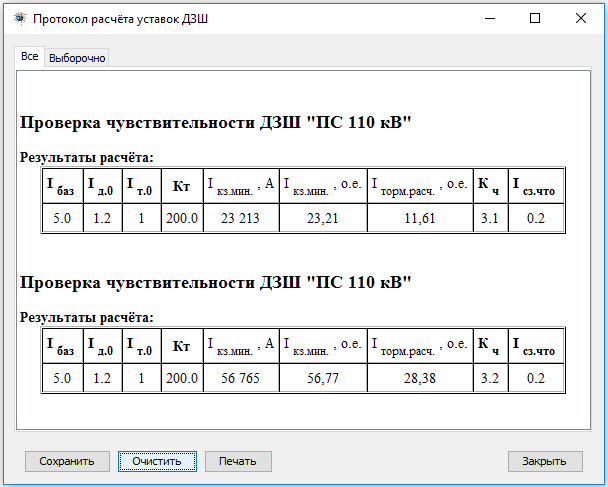 Протокол расчёта уставок ДЗШ
Все Выборочно
Проверка чувствительности ДЗШ "ПС 110 кВ"
Результаты расчёта:
I баз I д.0 I т.0 Кт I кз.мин. , А I кз.мин. , о.е. I торм.расч. , о.е. К ч I сз.что
5.0 1.2 1 200.0 23 213 23,21 11,61 3.1 0.2
Проверка чувствительности ДЗШ "ПС 110 кВ"
Результаты расчёта:
I баз I д.0 I т.0 Кт I кз.мин. , А I кз.мин. , о.е. I торм.расч. , о.е. К ч I сз.что
5.0 1.2 1 200.0 56 765 56,77 28,38 3.2 0.2
Сохранить Очистить Печать Закрыть